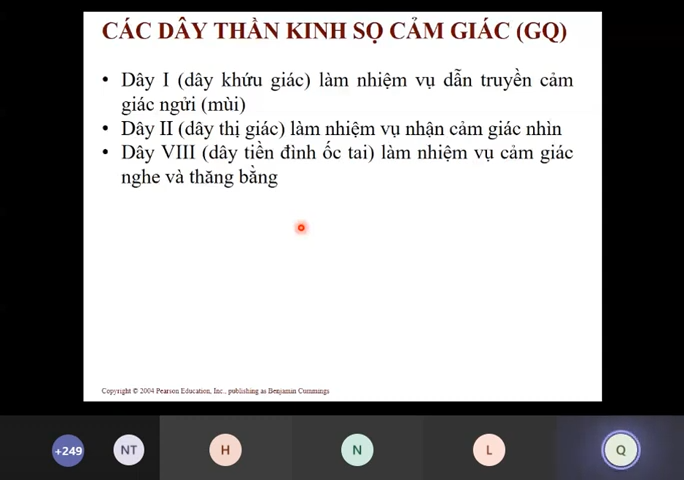 CÁC DÂY THẦN KINH SỌ CẢM GIÁC (GQ)
• Dây I (dây khứu giác) làm nhiệm vụ dẫn truyền cảm
giác ngửi (mùi)
• Dây II (dây thị giác) làm nhiệm vụ nhận cảm giác nhìn
• Dây VIII (dây tiền đình ốc tai) làm nhiệm vụ cảm giác
nghe và thăng bằng
Copyright © 2004 Pearson Education, Inc., publishing as Benjamin Cummings
+249 NT H N L Q